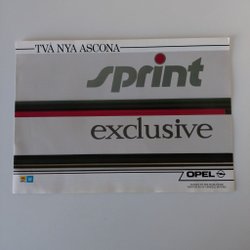 TVÅ NYA ASCONA
sprint
exclusive
OPEL